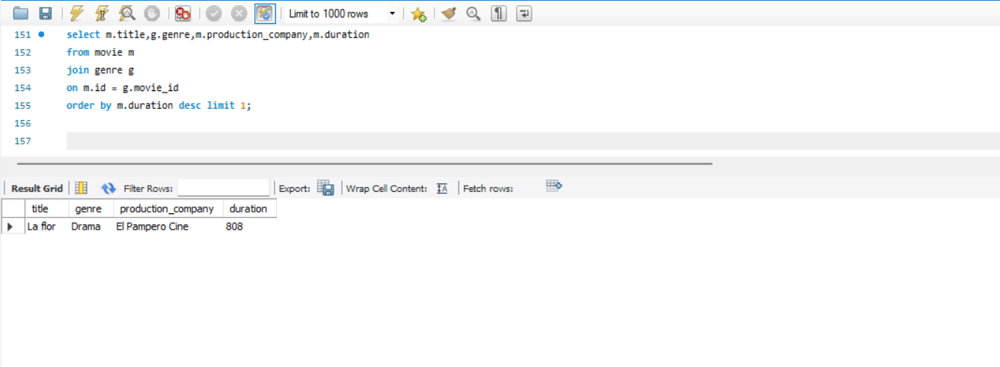 Limit to 1000 rows
151 select m.title,g.genre,m.production_company,m.duration
152 from movie m
153 join genre g
154 on m.id = g.movie_id
155 order by m.duration desc limit 1;
156
157
Result Grid Filter Rows: Export: Wrap Cell Content: IA Fetch rows:
title genre production_company duration
La flor Drama El Pampero Cine 808